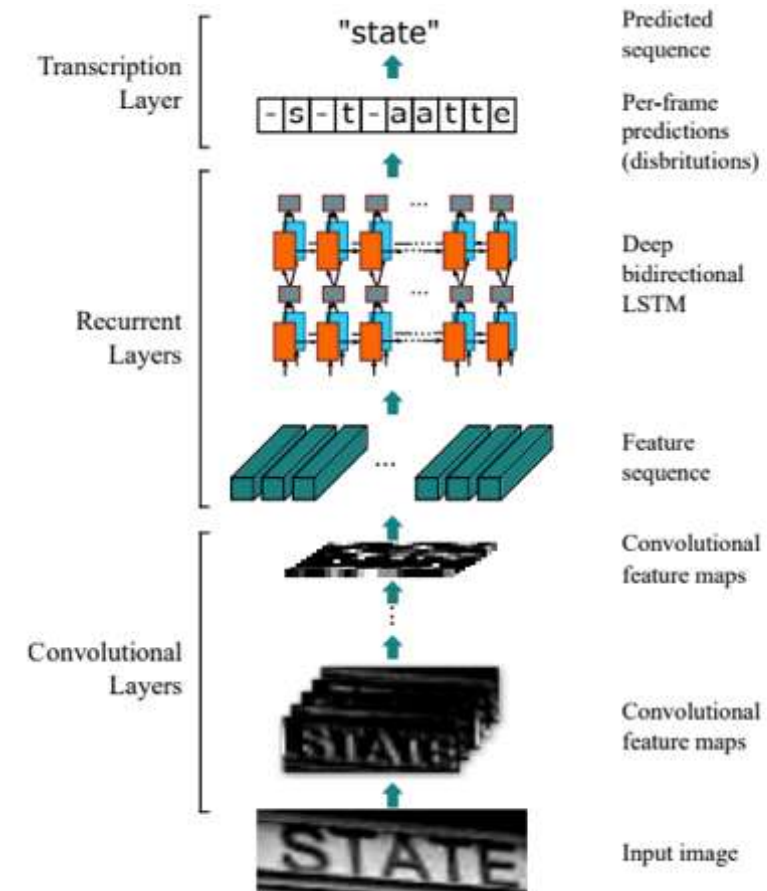 "state"
Predicted
sequence
Transcription
Layer
-s-t-aatte
Per-frame
predictions
(disbritutions)
...
Deep
bidirectional
LSTM
...
Recurrent
Layers
...
Feature
sequence
Convolutional
feature maps
Convolutional
Layers
STATE
Convolutional
feature maps
STATE
Input image